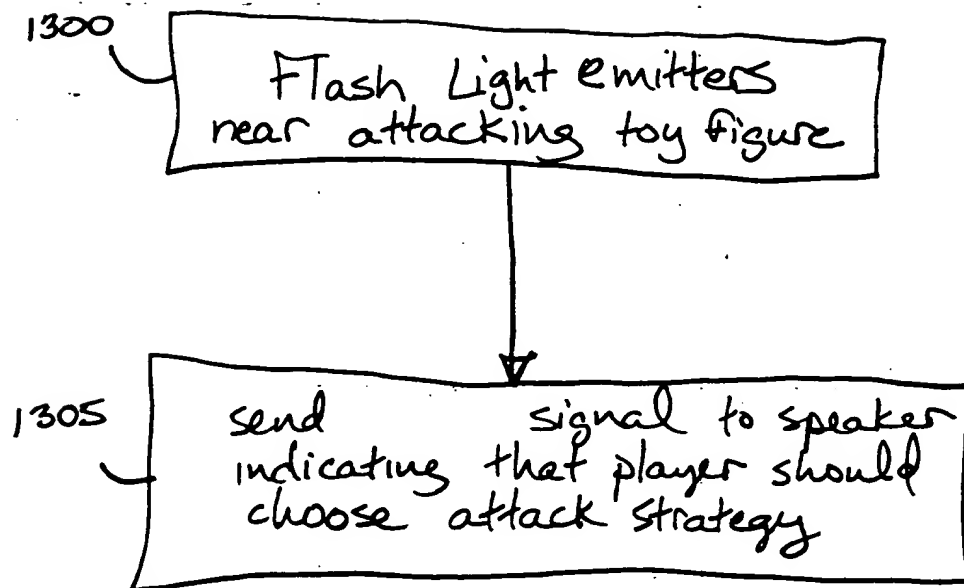 1300
Flash Light emitters
near attacking toy figure
1305
send signal to speaker
indicating that player should
choose attack strategy